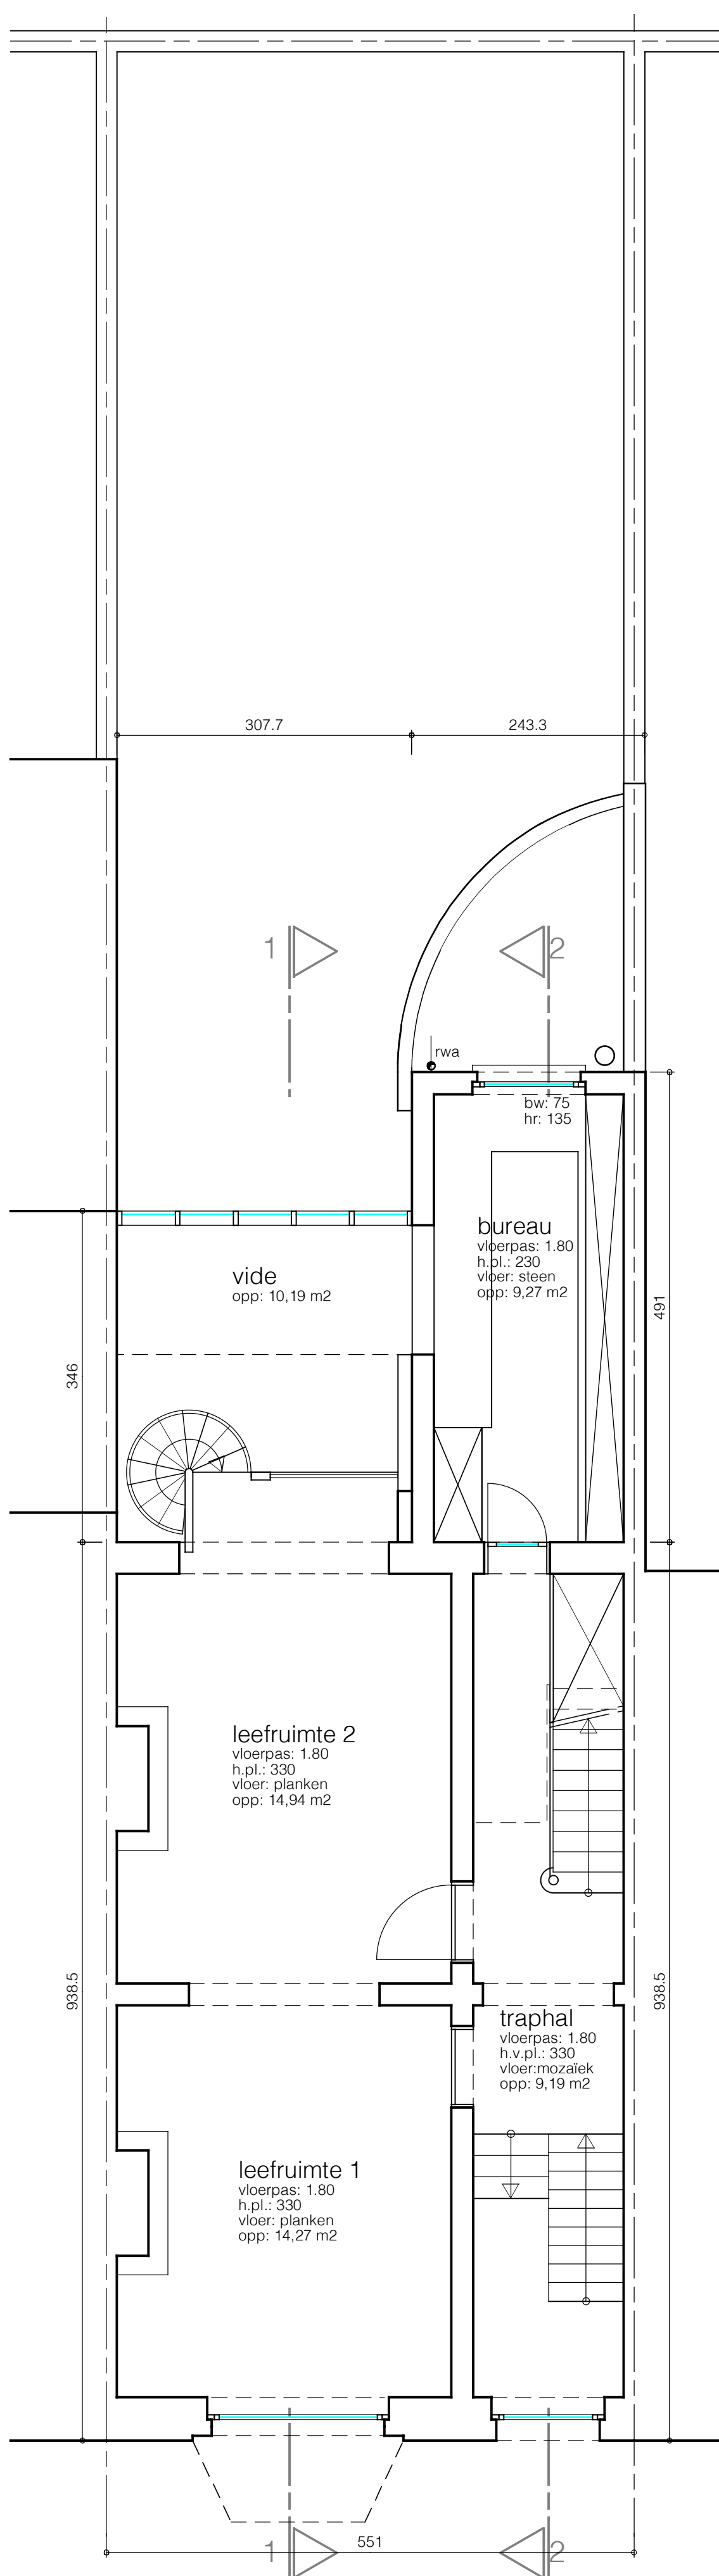 307.7
243.3
1
2
rwa
bw: 75
hr: 135
bureau
vloerpas: 1.80
h.pl.: 230
vloer: steen
opp: 9,27 m2
vide
opp: 10,19 m2
491
346
leefruimte 2
vloerpas: 1.80
h.pl.: 330
vloer: planken
opp: 14,94 m2
938.5
938.5
traphal
vloerpas: 1.80
h.v.pl.: 330
vloer:mozaïek
opp: 9,19 m2
leefruimte 1
vloerpas: 1.80
h.pl.: 330
vloer: planken
opp: 14,27 m2
551
1
2